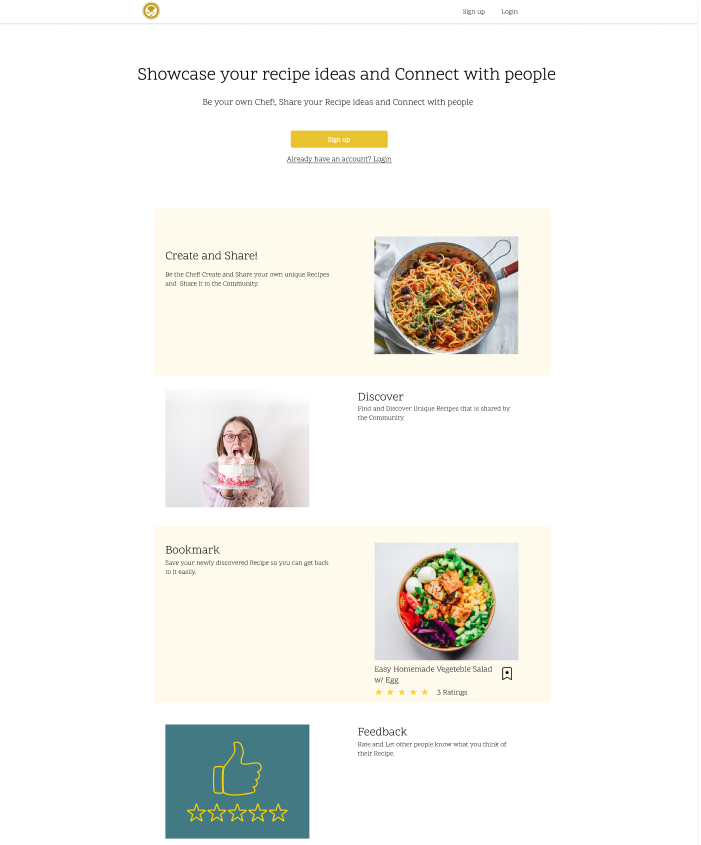 Sign up
Login
Showcase your recipe ideas and Connect with people
Be your own Chef!, Share your Recipe ideas and Connect with people
Sign up
Already have an account? Login
Create and Share!
Be the Chef! Create and Share your own unique Recipes
and Share it to the Community.
Discover
Find and Discover Unique Recipes that is shared by
the Community.
Bookmark
Save your newly discovered Recipe so you can get back
to it easily.
Easy Homemade Vegeteble Salad
w/ Egg
3 Ratings
Feedback
Rate and Let other people know what you think of
their Recipe.